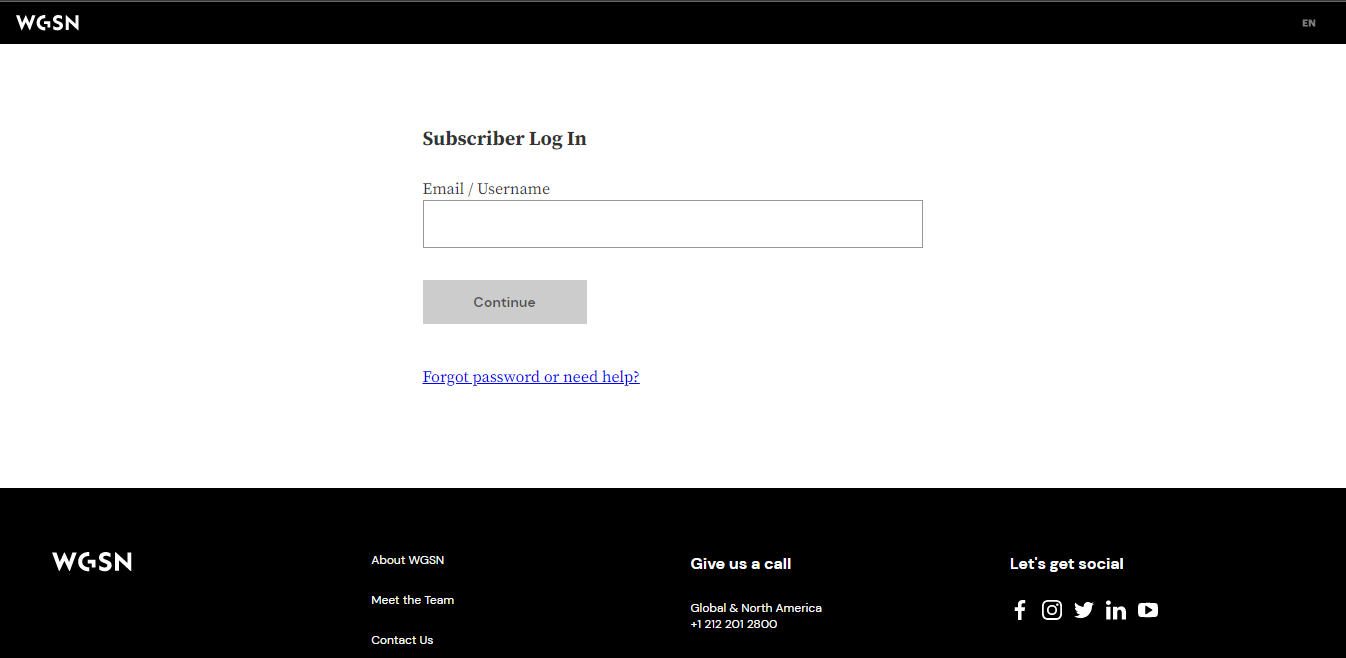 WGSN
EN
Subscriber Log In
Email / Username
Continue
Forgot password or need help?
WGSN
About WGSN
Meet the Team
Contact Us
Give us a call
Global & North America
+1 212 201 2800
Let's get social